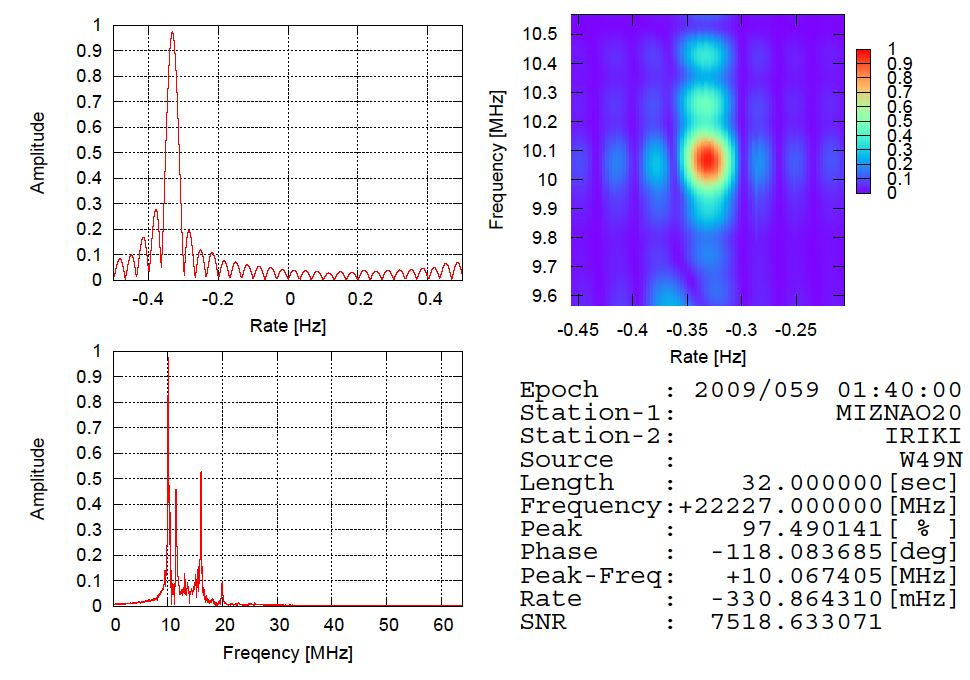 1
0.9
0.8
0.7
0.6
0.5
0.4
0.3
0.2
0.1
0
Amplitude
-0.4 -0.2 0 0.2 0.4
Rate [Hz]
10.5
10.4
10.3
10.2
10.1
10
9.9
9.8
9.7
9.6
Frequency [MHz]
-0.45 -0.4 -0.35 -0.3 -0.25
Rate [Hz]
1
0.9
0.8
0.7
0.6
0.5
0.4
0.3
0.2
0.1
0
1
0.9
0.8
0.7
0.6
0.5
0.4
0.3
0.2
0.1
0
Amplitude
0 10 20 30 40 50 60
Freqency [MHz]
Epoch : 2009/059 01:40:00
Station-1: MIZNAO20
Station-2: IRIKI
Source : W49N
Length : 32.000000[sec]
Frequency:+22227.000000[MHz]
Peak : 97.490141[ % ]
Phase : -118.083685[deg]
Peak-Freq: +10.067405[MHz]
Rate : -330.864310[mHz]
SNR : 7518.633071